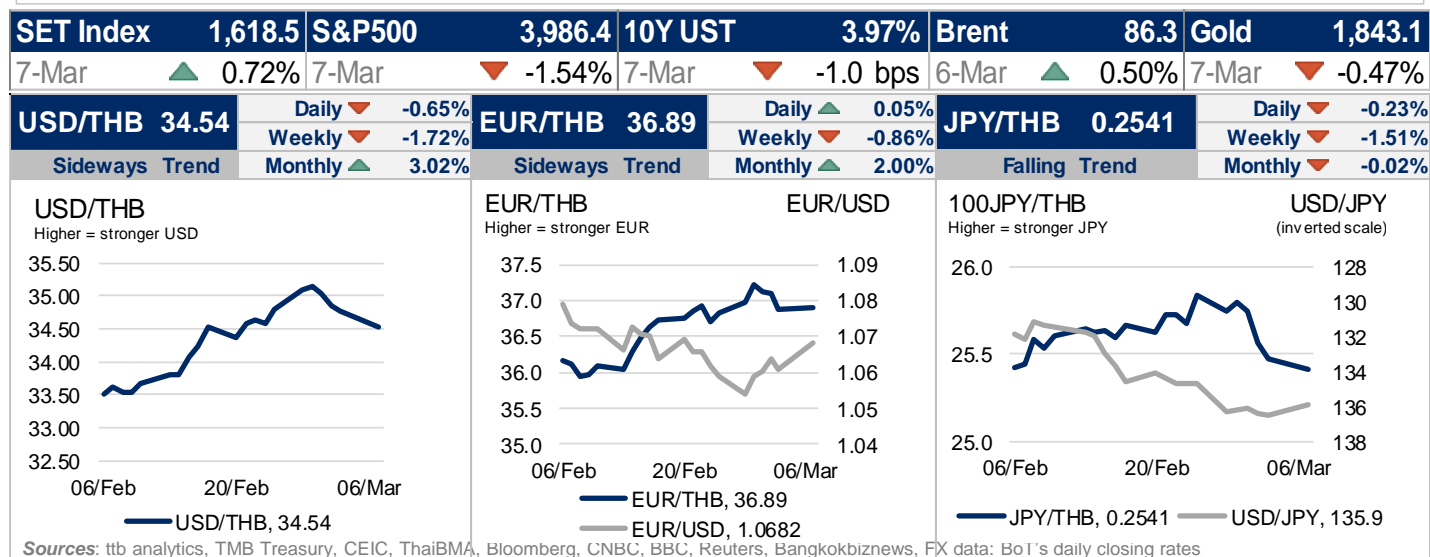 SET Index 1,618.5 S&P500 3,986.4 10Y UST 3.97% Brent 86.3 Gold 1,843.1
7-Mar 0.72% 7-Mar -1.54% 7-Mar -1.0 bps 6-Mar 0.50% 7-Mar -0.47%
USD/THB 34.54
Daily -0.65%
Weekly -1.72%
Sideways Trend Monthly 3.02%
EUR/THB 36.89
Daily 0.05%
Weekly -0.86%
Sideways Trend Monthly 2.00%
JPY/THB 0.2541
Daily -0.23%
Weekly -1.51%
Falling Trend Monthly -0.02%
USD/THB
Higher = stronger USD
35.50
35.00
34.50
34.00
33.50
33.00
32.50
06/Feb 20/Feb 06/Mar
USD/THB, 34.54
EUR/THB EUR/USD
Higher = stronger EUR
37.5 1.09
37.0 1.08
36.5 1.07
36.0 1.06
35.5 1.05
35.0 1.04
06/Feb 20/Feb 06/Mar
EUR/THB, 36.89
EUR/USD, 1.0682
100JPY/THB USD/JPY
Higher = stronger JPY (inverted scale)
26.0 128
130
132
25.5 134
136
25.0 138
06/Feb 20/Feb 06/Mar
JPY/THB, 0.2541 USD/JPY, 135.9
Sources: ttb analytics, TMB Treasury, CEIC, ThaiBMA, Bloomberg, CNBC, BBC, Reuters, Bangkokbiznews, FX data: BoT's daily closing rates